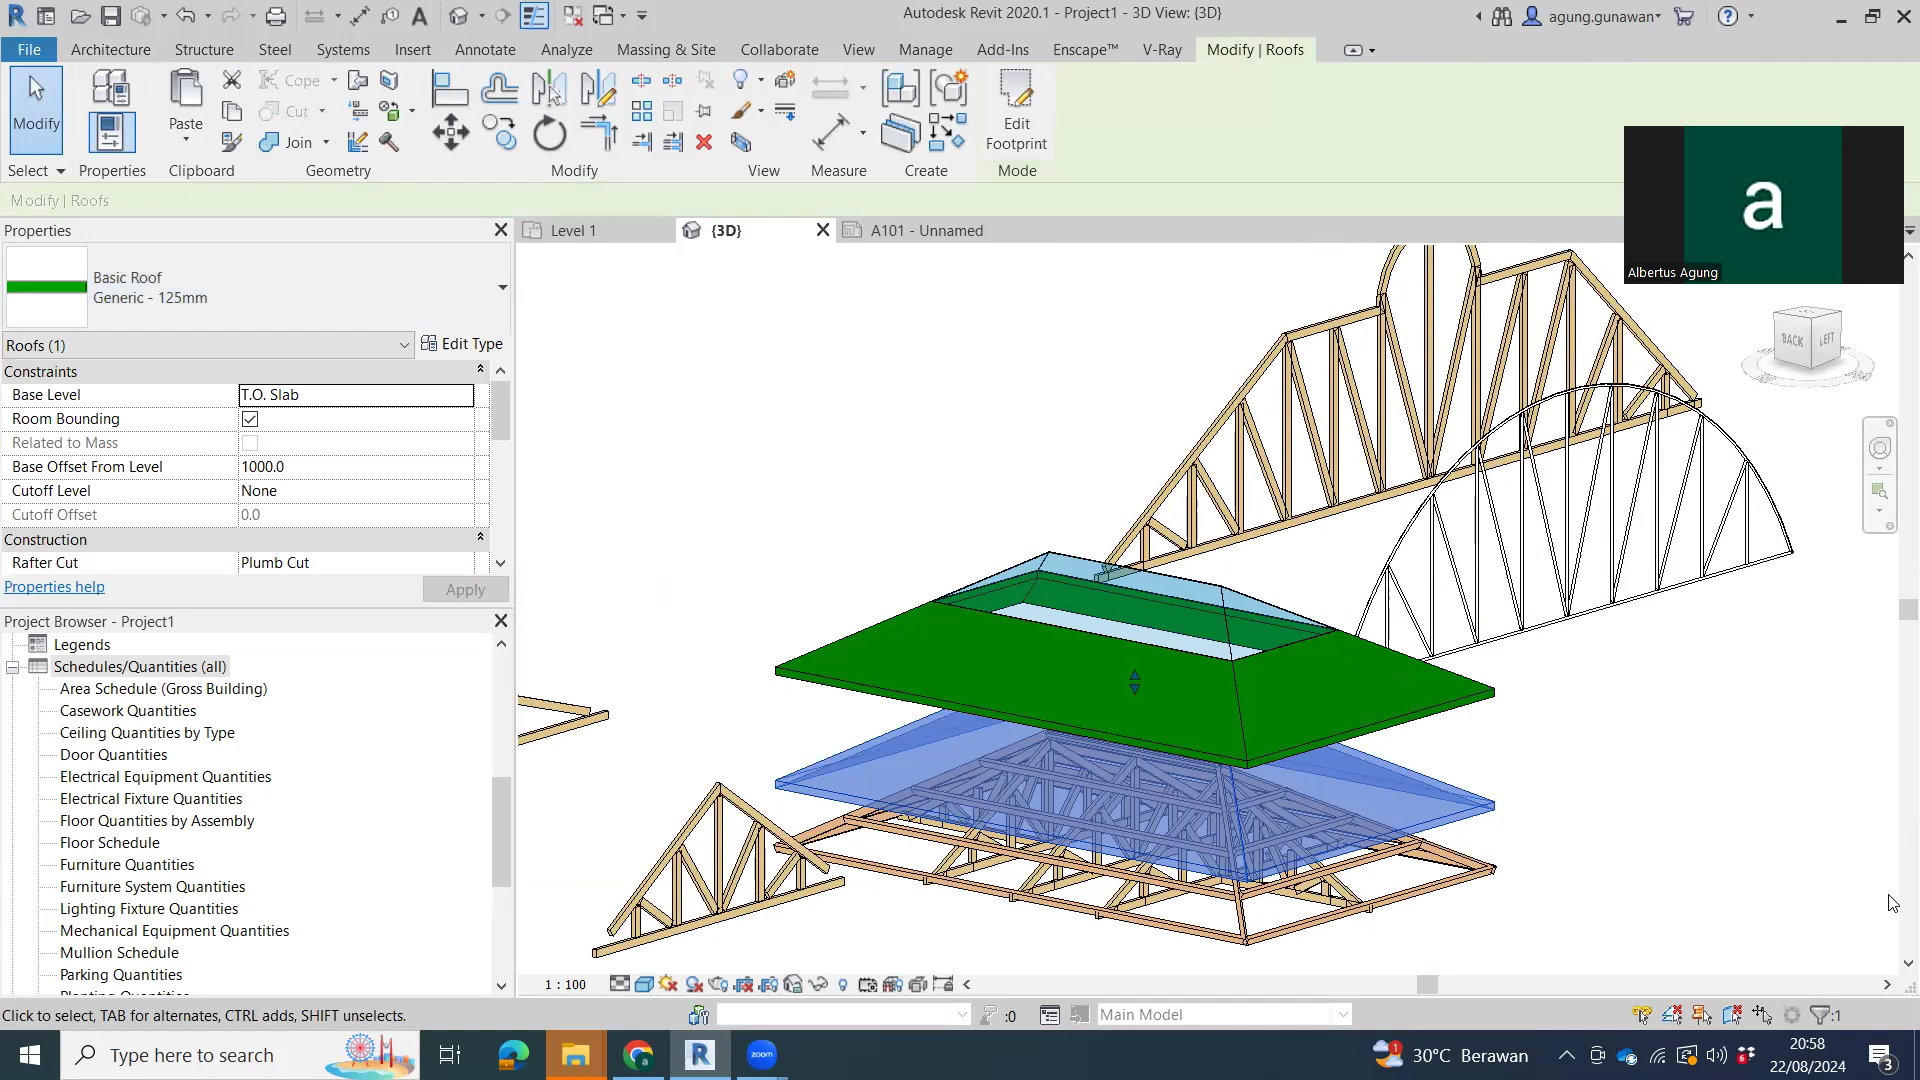 Autodesk Revit 2020.1 - Project1 - 3D View: {3D}
agung.gunawan
File
Architecture
Structure
Steel
Systems
Insert
Annotate
Analyze
Massing & Site
Collaborate
View
Manage
Add-Ins
Enscape™
V-Ray
Modify | Roofs
Modify
Paste
Cope
Cut
Join
Edit
Footprint
Select
Properties
Clipboard
Geometry
Modify
View
Measure
Create
Mode
Modify | Roofs
a
Albertus Agung
Properties
Level 1
{3D}
A101 - Unnamed
Basic Roof
Generic - 125mm
Roofs (1)
Edit Type
Constraints
Base Level
T.O. Slab
Room Bounding
Related to Mass
Base Offset From Level
1000.0
Cutoff Level
None
Cutoff Offset
0.0
Construction
Rafter Cut
Plumb Cut
Properties help
Apply
BACK
LEFT
Project Browser - Project1
Legends
Schedules/Quantities (all)
Area Schedule (Gross Building)
Casework Quantities
Ceiling Quantities by Type
Door Quantities
Electrical Equipment Quantities
Electrical Fixture Quantities
Floor Quantities by Assembly
Floor Schedule
Furniture Quantities
Furniture System Quantities
Lighting Fixture Quantities
Mechanical Equipment Quantities
Mullion Schedule
Parking Quantities
1 : 100
Click to select, TAB for alternates, CTRL adds, SHIFT unselects.
:0
Main Model
:1
Type here to search
zoom
30°C Berawan
20:58
22/08/2024
3